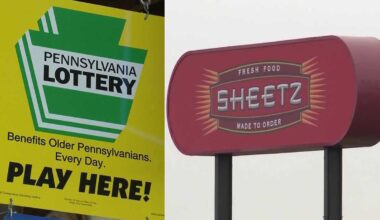 PENNSYLVANIA
LOTTERY
Benefits Older Pennsylvanians.
Every Day.
PLAY HERE!
FRESH FOOD
SHEETZ
MADE TO ORDER